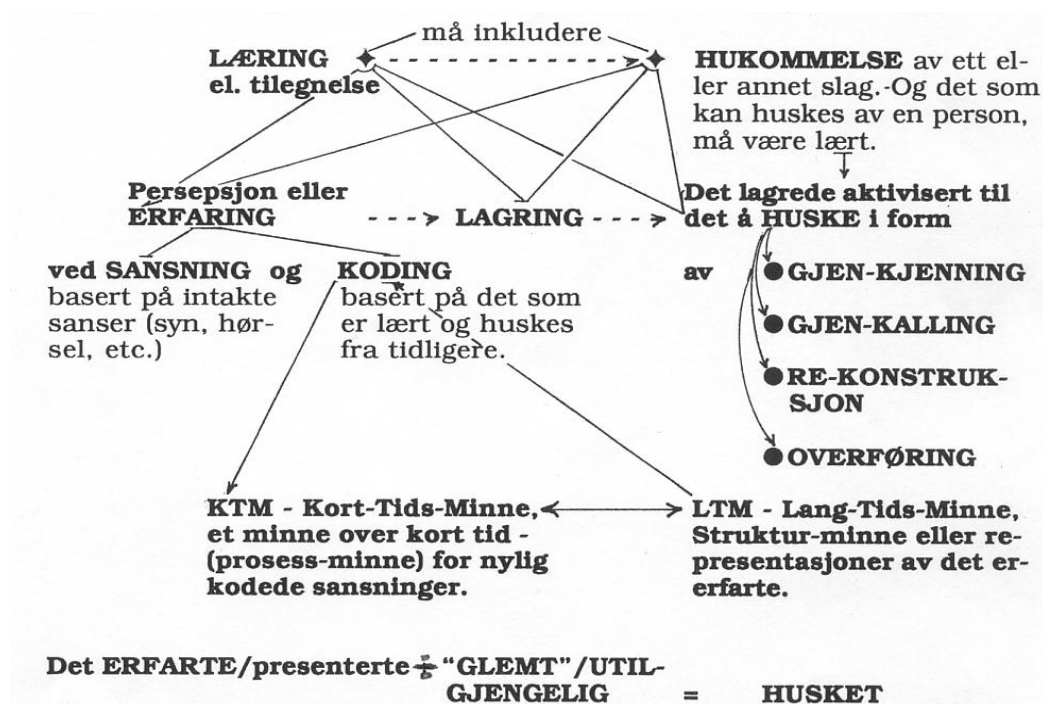 må inkludere
LÆRING
el. tilegnelse
HUKOMMELSE av ett el-
ler annet slag.-Og det som
kan huskes av en person,
må være lært.
Persepsjon eller
ERFARING
LAGRING
Det lagrede aktivisert til
det å HUSKE i form
av
ved SANSNING og
basert på intakte
sanser (syn, hør-
sel, etc.)
KODING
basert på det som
er lært og huskes
fra tidligere.
● GJEN-KJENNING
● GJEN-KALLING
● RE-KONSTRUK-
SJON
● OVERFØRING
KTM - Kort-Tids-Minne,
et minne over kort tid -
(prosess-minne) for nylig
kodede sansninger.
LTM - Lang-Tids-Minne,
Struktur-minne eller re-
presentasjoner av det er-
erfarte.
Det ERFARTE/presenterte ÷ “GLEMT”/UTIL-
GJENGELIG = HUSKET